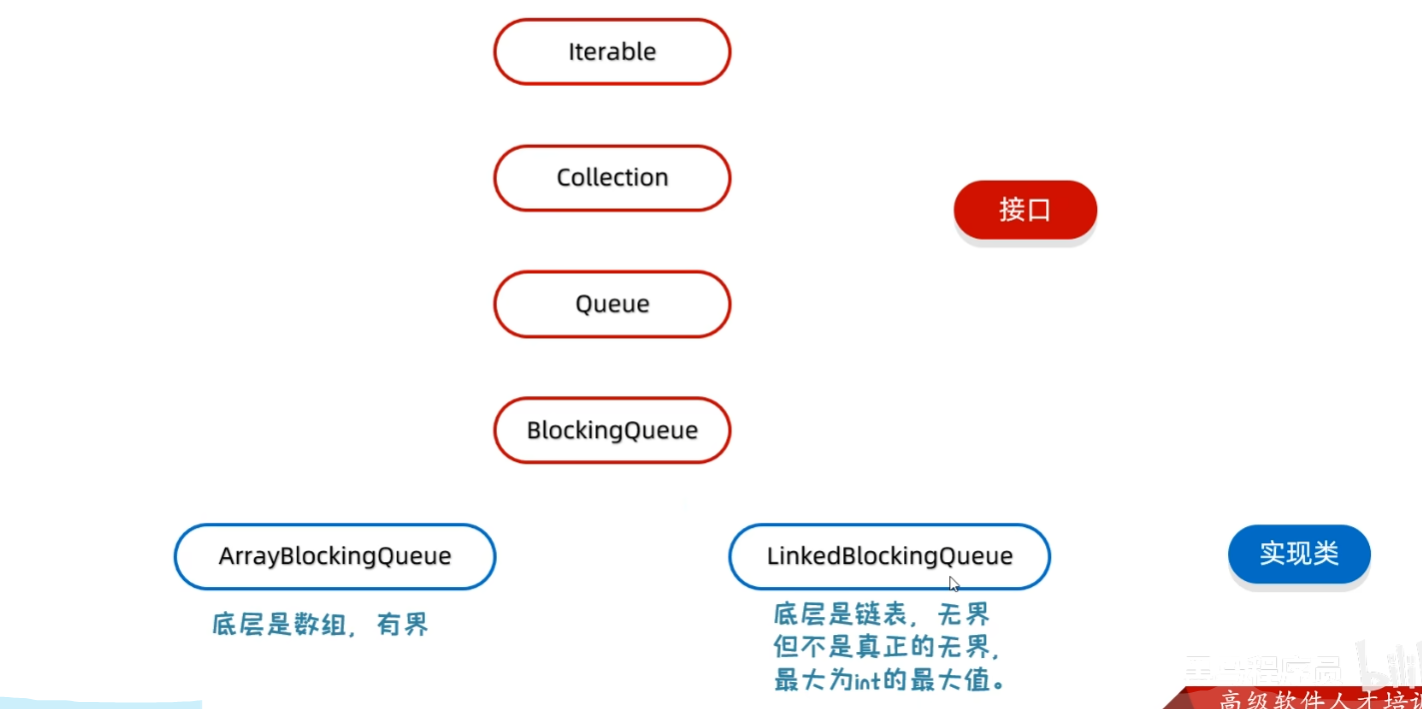 Iterable
Collection
接口
Queue
BlockingQueue
ArrayBlockingQueue
LinkedBlockingQueue
实现类
底层是数组，有界
底层是链表，无界
但不是真正的无界，
最大为int的最大值。
高级软件人才培训